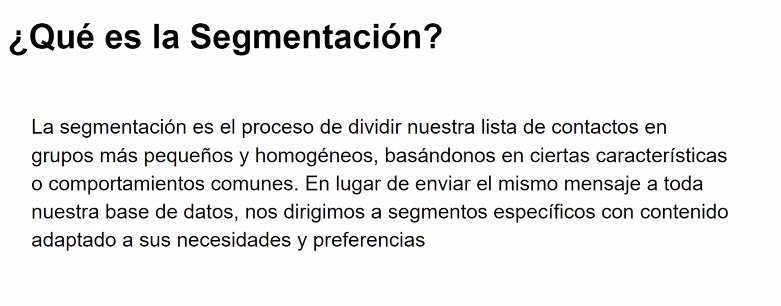 ¿Qué es la Segmentación?
La segmentación es el proceso de dividir nuestra lista de contactos en
grupos más pequeños y homogéneos, basándonos en ciertas características
o comportamientos comunes. En lugar de enviar el mismo mensaje a toda
nuestra base de datos, nos dirigimos a segmentos específicos con contenido
adaptado a sus necesidades y preferencias